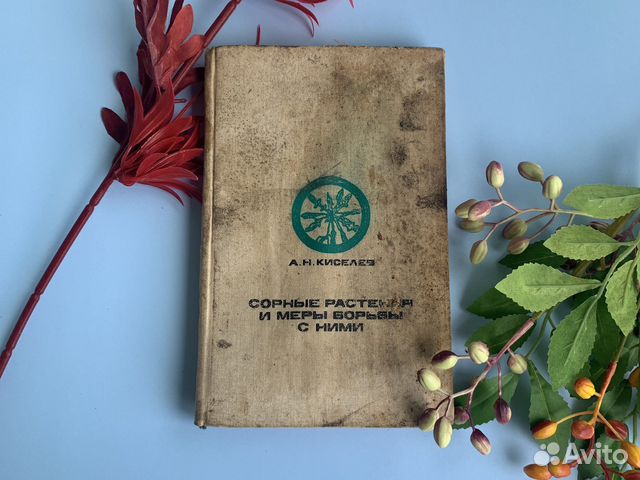 А.Н.КИСЕЛЕВ
СОРНЫЕ РАСТЕНИЯ
И МЕРЫ БОРЬБЫ
С НИМИ
Avito